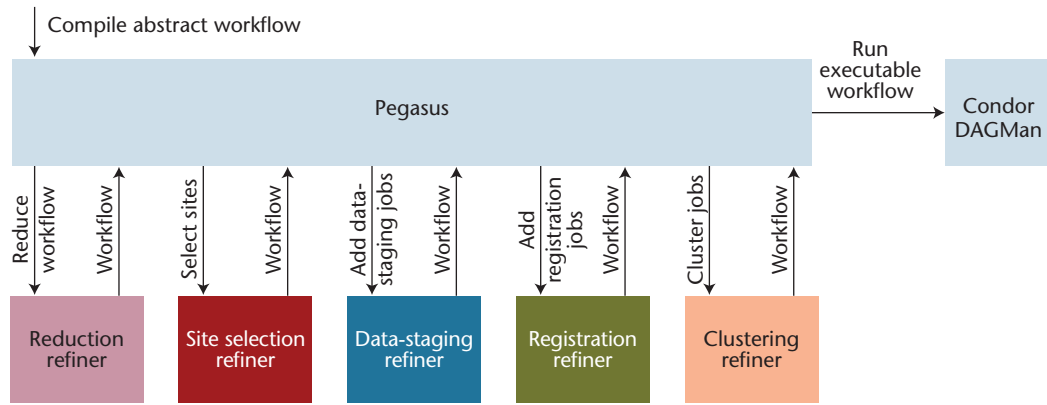 Compile abstract workflow
Run
executable
workflow
Pegasus
Condor
DAGMan
Reduce
workflow
Workflow
Select sites
Workflow
Add data-
staging jobs
Workflow
Add
registration
jobs
Workflow
Cluster jobs
Workflow
Reduction
refiner
Site selection
refiner
Data-staging
refiner
Registration
refiner
Clustering
refiner